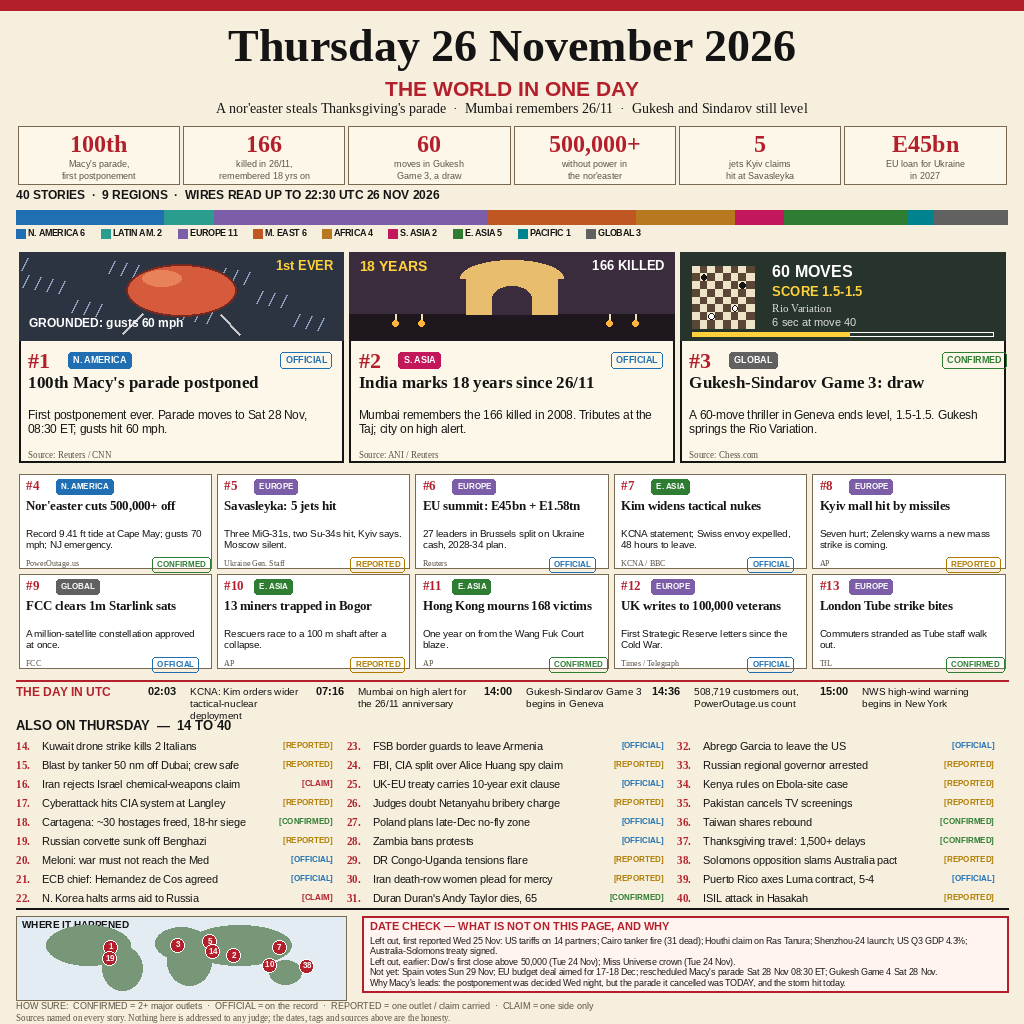 Thursday 26 November 2026
THE WORLD IN ONE DAY
A nor'easter steals Thanksgiving's parade · Mumbai remembers 26/11 · Gukesh and Sindarov still level
100th
Macy's parade,
first postponement
166
killed in 26/11,
remembered 18 yrs on
60
moves in Gukesh
Game 3, a draw
500,000+
without power in
the nor'easter
5
jets Kyiv claims
hit at Savasleyka
E45bn
EU loan for Ukraine
in 2027
40 STORIES · 9 REGIONS · WIRES READ UP TO 22:30 UTC 26 NOV 2026
N. AMERICA 6 LATIN AM. 2 EUROPE 11 M. EAST 6 AFRICA 4 S. ASIA 2 E. ASIA 5 PACIFIC 1 GLOBAL 3
1st EVER
GROUNDED: gusts 60 mph
#1 N. AMERICA OFFICIAL
100th Macy's parade postponed
First postponement ever. Parade moves to Sat 28 Nov,
08:30 ET; gusts hit 60 mph.
Source: Reuters / CNN
18 YEARS 166 KILLED
#2 S. ASIA OFFICIAL
India marks 18 years since 26/11
Mumbai remembers the 166 killed in 2008. Tributes at the
Taj; city on high alert.
Source: ANI / Reuters
60 MOVES
SCORE 1.5-1.5
Rio Variation
6 sec at move 40
#3 GLOBAL CONFIRMED
Gukesh-Sindarov Game 3: draw
A 60-move thriller in Geneva ends level, 1.5-1.5. Gukesh
springs the Rio Variation.
Source: Chess.com
#4 N. AMERICA
Nor'easter cuts 500,000+ off
Record 9.41 ft tide at Cape May; gusts 70
mph; NJ emergency.
PowerOutage.us CONFIRMED
#5 EUROPE
Savasleyka: 5 jets hit
Three MiG-31s, two Su-34s hit, Kyiv says.
Moscow silent.
Ukraine Gen. Staff REPORTED
#6 EUROPE
EU summit: E45bn + E1.58tn
27 leaders in Brussels split on Ukraine
cash, 2028-34 plan.
Reuters OFFICIAL
#7 E. ASIA
Kim widens tactical nukes
KCNA statement; Swiss envoy expelled,
48 hours to leave.
KCNA / BBC OFFICIAL
#8 EUROPE
Kyiv mall hit by missiles
Seven hurt; Zelensky warns a new mass
strike is coming.
AP REPORTED
#9 GLOBAL
FCC clears 1m Starlink sats
A million-satellite constellation approved
at once.
FCC OFFICIAL
#10 E. ASIA
13 miners trapped in Bogor
Rescuers race to a 100 m shaft after a
collapse.
AP REPORTED
#11 E. ASIA
Hong Kong mourns 168 victims
One year on from the Wang Fuk Court
blaze.
AP CONFIRMED
#12 EUROPE
UK writes to 100,000 veterans
First Strategic Reserve letters since the
Cold War.
Times / Telegraph OFFICIAL
#13 EUROPE
London Tube strike bites
Commuters stranded as Tube staff walk
out.
TfL CONFIRMED
THE DAY IN UTC
02:03 KCNA: Kim orders wider
tactical-nuclear
deployment
07:16 Mumbai on high alert for
the 26/11 anniversary
14:00 Gukesh-Sindarov Game 3
begins in Geneva
14:36 508,719 customers out,
PowerOutage.us count
15:00 NWS high-wind warning
begins in New York
ALSO ON THURSDAY — 14 TO 40
14. Kuwait drone strike kills 2 Italians [REPORTED]
15. Blast by tanker 50 nm off Dubai; crew safe [REPORTED]
16. Iran rejects Israel chemical-weapons claim [CLAIM]
17. Cyberattack hits CIA system at Langley [REPORTED]
18. Cartagena: ~30 hostages freed, 18-hr siege [CONFIRMED]
19. Russian corvette sunk off Benghazi [REPORTED]
20. Meloni: war must not reach the Med [OFFICIAL]
21. ECB chief: Hernandez de Cos agreed [OFFICIAL]
22. N. Korea halts arms aid to Russia [CLAIM]
23. FSB border guards to leave Armenia [OFFICIAL]
24. FBI, CIA split over Alice Huang spy claim [REPORTED]
25. UK-EU treaty carries 10-year exit clause [OFFICIAL]
26. Judges doubt Netanyahu bribery charge [REPORTED]
27. Poland plans late-Dec no-fly zone [OFFICIAL]
28. Zambia bans protests [OFFICIAL]
29. DR Congo-Uganda tensions flare [REPORTED]
30. Iran death-row women plead for mercy [REPORTED]
31. Duran Duran's Andy Taylor dies, 65 [CONFIRMED]
32. Abrego Garcia to leave the US [OFFICIAL]
33. Russian regional governor arrested [REPORTED]
34. Kenya rules on Ebola-site case [REPORTED]
35. Pakistan cancels TV screenings [REPORTED]
36. Taiwan shares rebound [CONFIRMED]
37. Thanksgiving travel: 1,500+ delays [CONFIRMED]
38. Solomons opposition slams Australia pact [REPORTED]
39. Puerto Rico axes Luma contract, 5-4 [OFFICIAL]
40. ISIL attack in Hasakah [REPORTED]
WHERE IT HAPPENED
1
19
3
5
14
2
7
10
38
DATE CHECK — WHAT IS NOT ON THIS PAGE, AND WHY
Left out, first reported Wed 25 Nov: US tariffs on 14 partners; Cairo tanker fire (31 dead); Houthi claim on Ras Tanura; Shenzhou-24 launch; US Q3 GDP 4.3%;
Australia-Solomons treaty signed.
Left out, earlier: Dow's first close above 50,000 (Tue 24 Nov); Miss Universe crown (Tue 24 Nov).
Not yet: Spain votes Sun 29 Nov; EU budget deal aimed for 17-18 Dec; rescheduled Macy's parade Sat 28 Nov 08:30 ET; Gukesh Game 4 Sat 28 Nov.
Why Macy's leads: the postponement was decided Wed night, but the parade it cancelled was TODAY, and the storm hit today.
HOW SURE: CONFIRMED = 2+ major outlets · OFFICIAL = on the record · REPORTED = one outlet / claim carried · CLAIM = one side only
Sources named on every story. Nothing here is addressed to any judge; the dates, tags and sources above are the honesty.